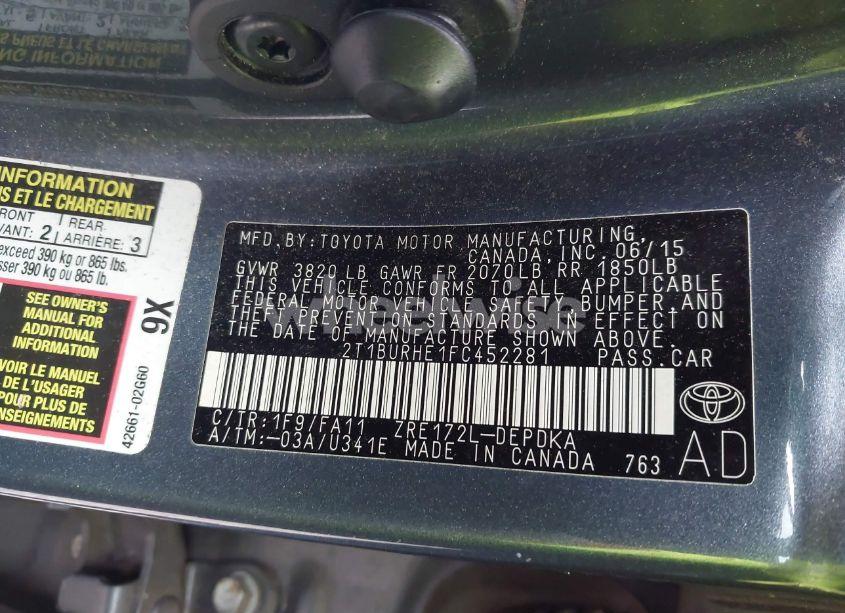 INFORMATION
S ET LE CHARGEMENT
FRONT
VANT: 2
REAR
ARRIÈRE: 3
exceed 390 kg or 865 lbs.
sser 390 kg ou 865 lb.
SEE OWNER'S
MANUAL FOR
ADDITIONAL
INFORMATION
VOIR LE MANUEL
DE L'USAGER
POUR PLUS DE
ENSEIGNEMENTS
9X
42661-02G60
MFD. BY: TOYOTA MOTOR MANUFACTURING,
CANADA, INC. 06/15
GVWR 3820 LB GAWR FR 2070LB RR 1850LB
THIS VEHICLE CONFORMS TO ALL APPLICABLE
FEDERAL MOTOR VEHICLE SAFETY, BUMPER, AND
THEFT PREVENTION STANDARDS IN EFFECT ON
THE DATE OF MANUFACTURE SHOWN ABOVE.
2T1BURHE1FC452281 PASS.CAR
C/TR:1F9/FA11 ZRE172L-DEPDKA
A/TM:-03A/U341E MADE IN CANADA 763 AD
wheelwise